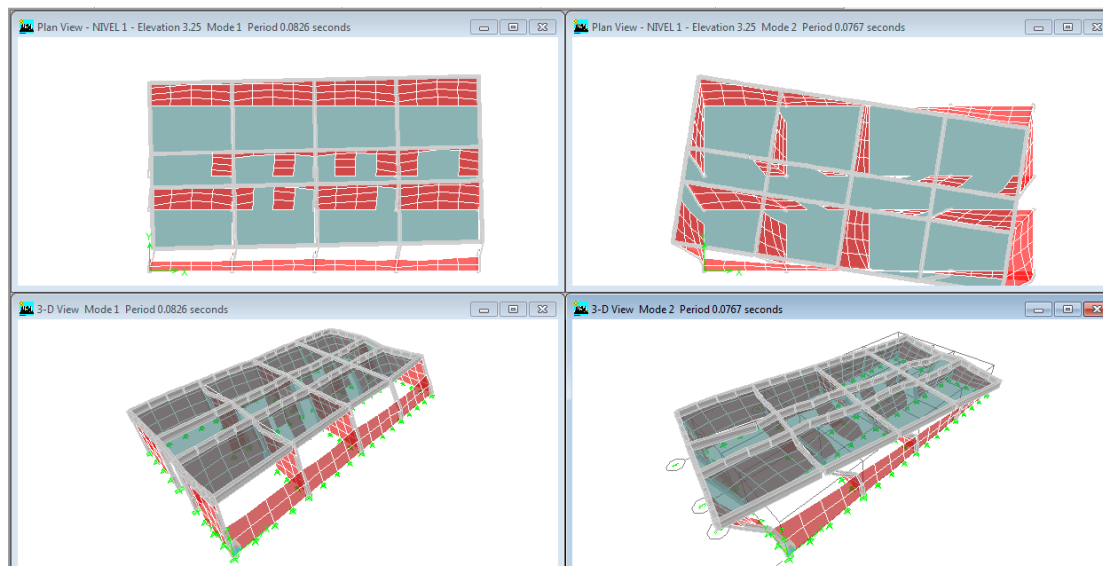 Plan View - NIVEL 1 - Elevation 3.25 Mode 1 Period 0.0826 seconds
Plan View - NIVEL 1 - Elevation 3.25 Mode 2 Period 0.0767 seconds
Y
X
X
3-D View Mode 1 Period 0.0826 seconds
3-D View Mode 2 Period 0.0767 seconds